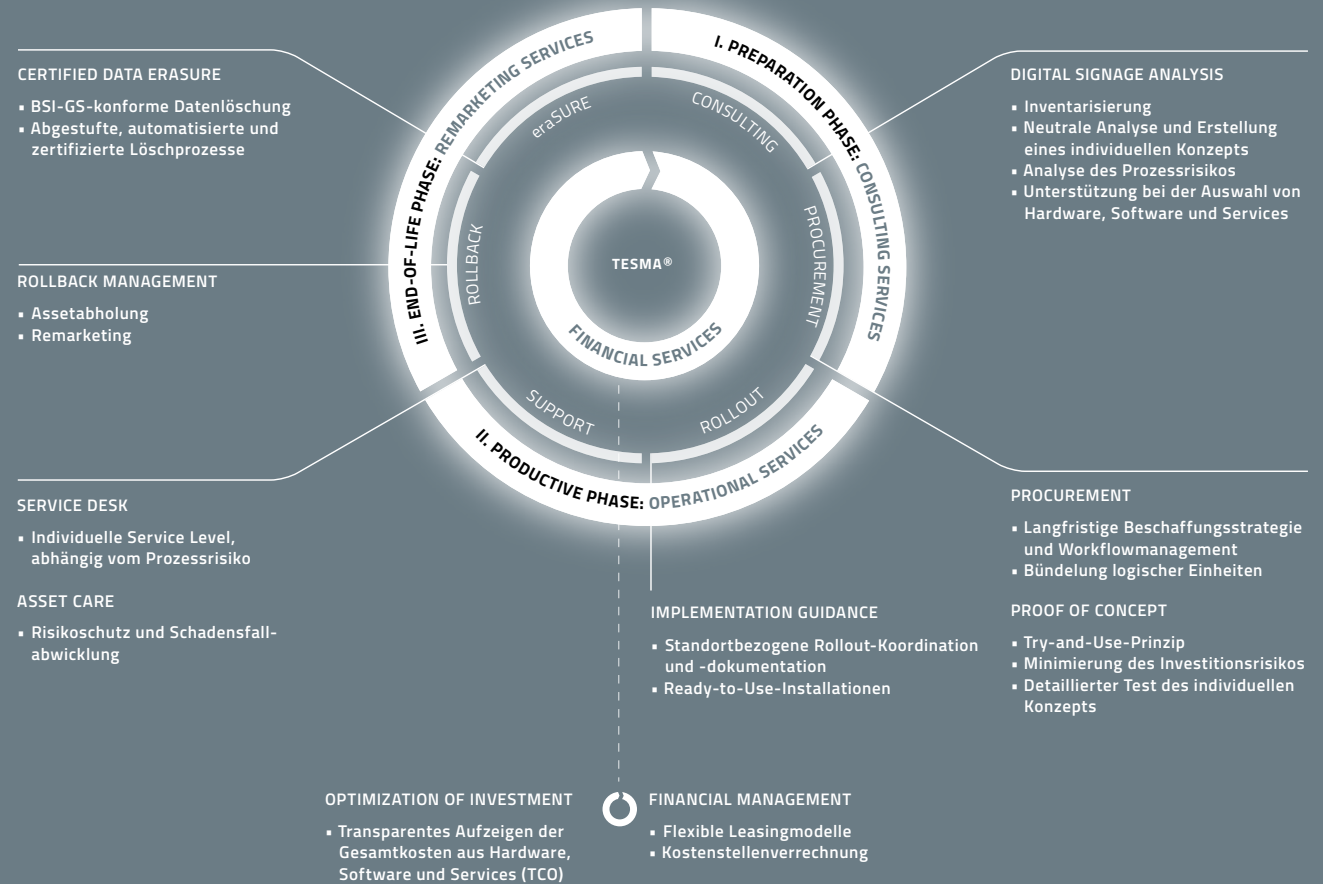 I. PREPARATION PHASE: CONSULTING SERVICES
II. PRODUCTIVE PHASE: OPERATIONAL SERVICES
III. END-OF-LIFE PHASE: REMARKETING SERVICES
CONSULTING
PROCUREMENT
ROLLOUT
SUPPORT
ROLLBACK
eraSURE
TESMA®
FINANCIAL SERVICES
CERTIFIED DATA ERASURE
▪ BSI-GS-konforme Datenlöschung
▪ Abgestufte, automatisierte und
zertifizierte Löschprozesse
ROLLBACK MANAGEMENT
▪ Assetabholung
▪ Remarketing
SERVICE DESK
▪ Individuelle Service Level,
abhängig vom Prozessrisiko
ASSET CARE
▪ Risikoschutz und Schadensfall-
abwicklung
DIGITAL SIGNAGE ANALYSIS
▪ Inventarisierung
▪ Neutrale Analyse und Erstellung
eines individuellen Konzepts
▪ Analyse des Prozessrisikos
▪ Unterstützung bei der Auswahl von
Hardware, Software und Services
PROCUREMENT
▪ Langfristige Beschaffungsstrategie
und Workflowmanagement
▪ Bündelung logischer Einheiten
PROOF OF CONCEPT
▪ Try-and-Use-Prinzip
▪ Minimierung des Investitionsrisikos
▪ Detaillierter Test des individuellen
Konzepts
IMPLEMENTATION GUIDANCE
▪ Standortbezogene Rollout-Koordination
und -dokumentation
▪ Ready-to-Use-Installationen
OPTIMIZATION OF INVESTMENT
▪ Transparentes Aufzeigen der
Gesamtkosten aus Hardware,
Software und Services (TCO)
FINANCIAL MANAGEMENT
▪ Flexible Leasingmodelle
▪ Kostenstellenverrechnung